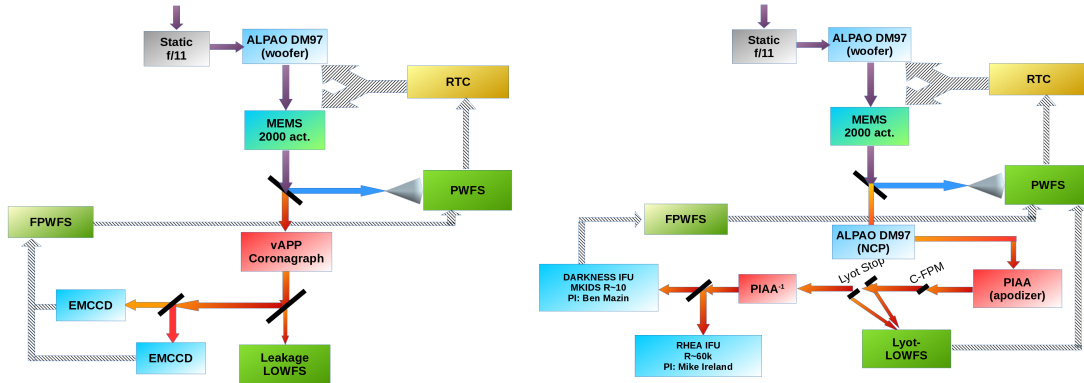 Static
f/11
ALPAO DM97
(woofer)
RTC
MEMS
2000 act.
PWFS
FPWFS
vAPP
Coronagraph
EMCCD
EMCCD
Leakage
LOWFS
Static
f/11
ALPAO DM97
(woofer)
RTC
MEMS
2000 act.
PWFS
FPWFS
ALPAO DM97
(NCP)
DARKNESS IFU
MKIDS R~10
PI: Ben Mazin
PIAA-1
Lyot Stop
C-FPM
PIAA
(apodizer)
RHEA IFU
R~60k
PI: Mike Ireland
Lyot-
LOWFS